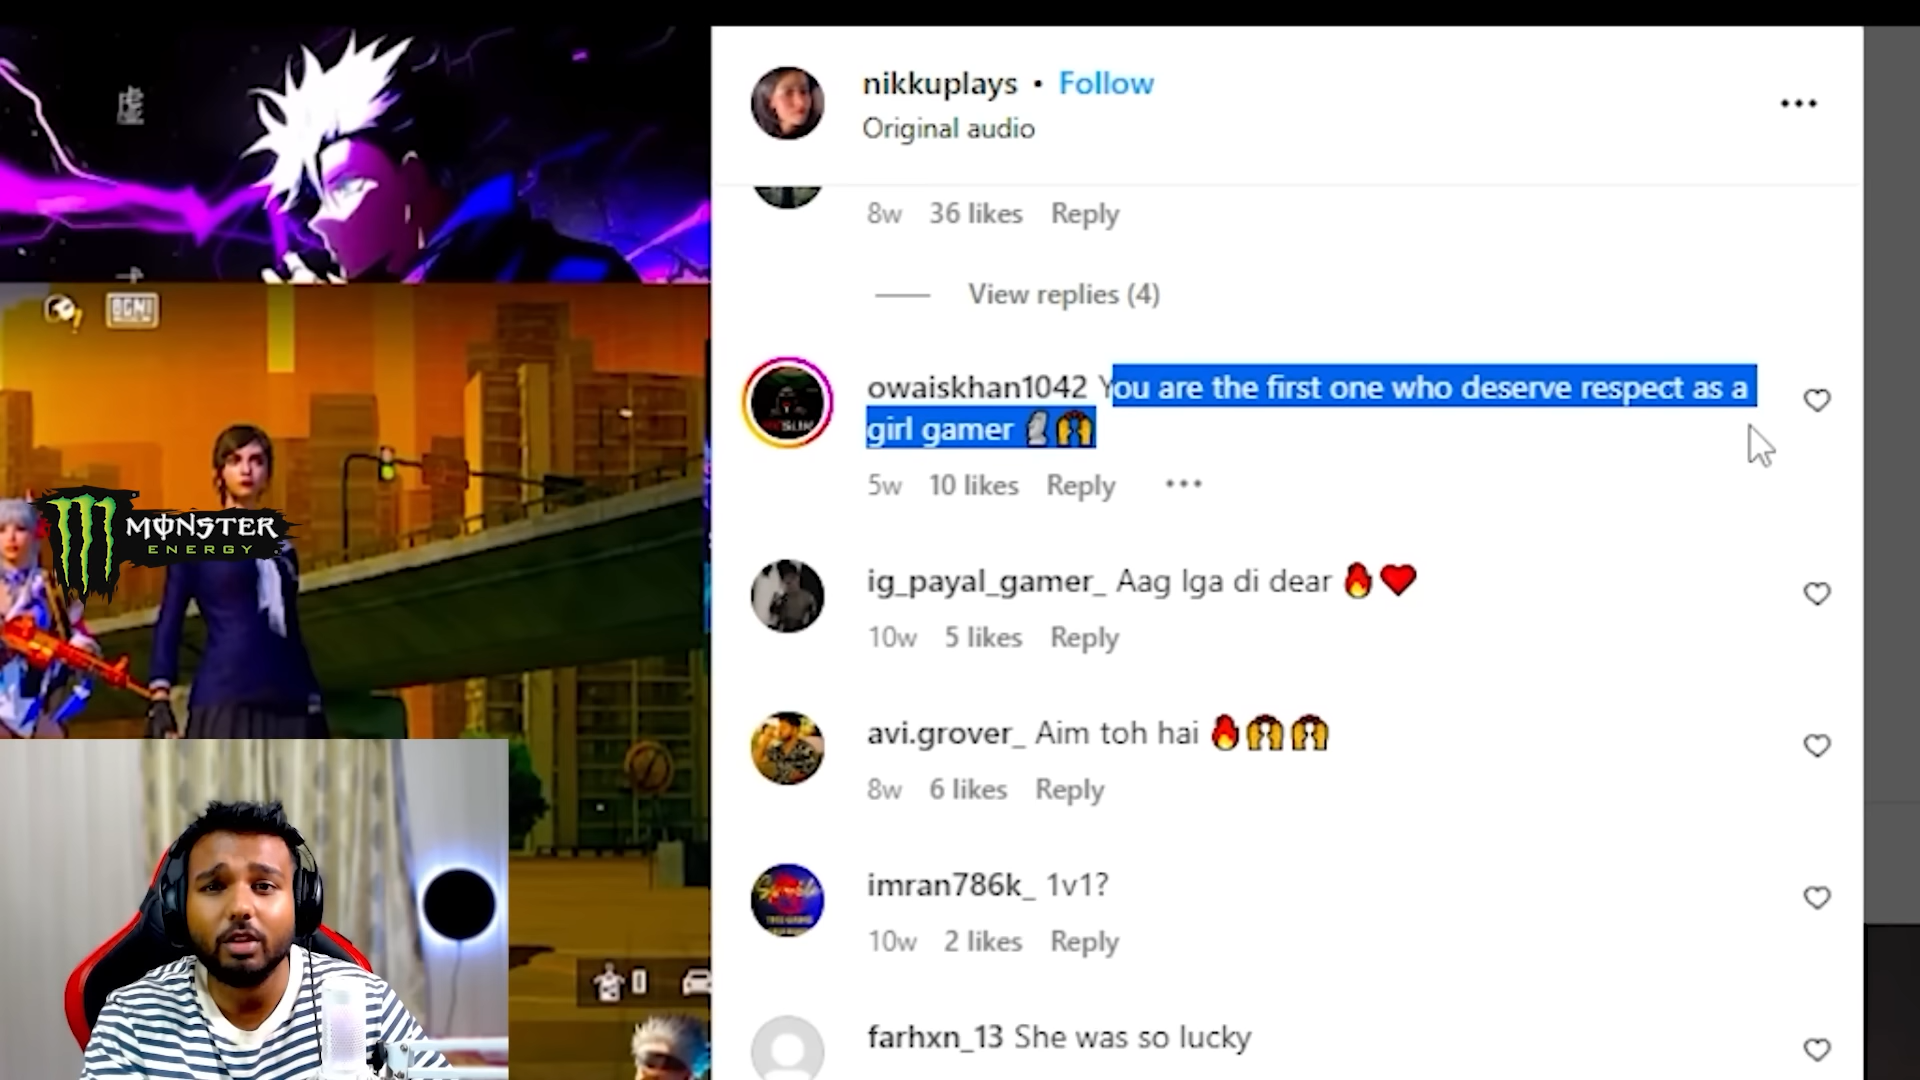 虚
BGMI
MONSTER
ENERGY
nikkuplays • Follow
Original audio
8w 36 likes Reply
View replies (4)
owaiskhan1042 You are the first one who deserve respect as a
girl gamer 🗿🙌
5w 10 likes Reply
ig_payal_gamer_ Aag lga di dear 🔥❤️
10w 5 likes Reply
avi.grover_ Aim toh hai 🔥🙌🙌
8w 6 likes Reply
imran786k_ 1v1?
10w 2 likes Reply
0
farhxn_13 She was so lucky